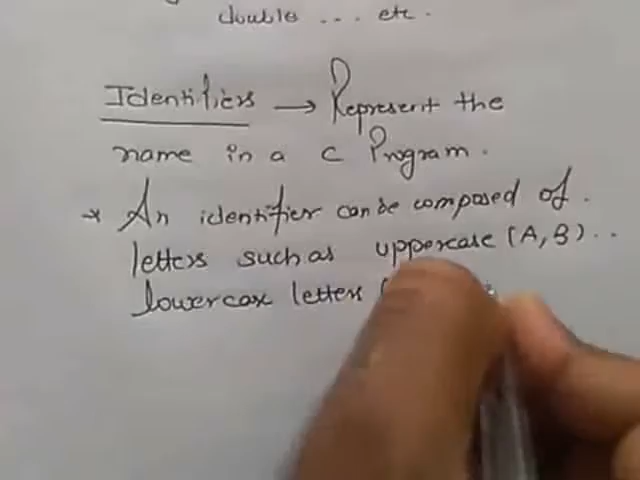 double ... etc.
Identifiers → Represent the
name in a C Program.
* An identifier can be composed of.
letters such as uppercase (A, B) ..
lowercase letters (